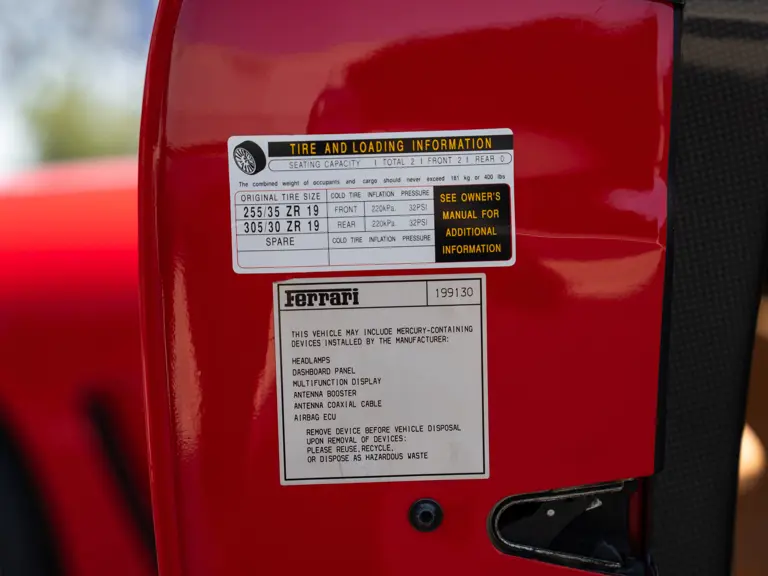 TIRE AND LOADING INFORMATION
SEATING CAPACITY | TOTAL 2 | FRONT 2 | REAR 0
The combined weight of occupants and cargo should never exceed 181 kg or 400 lbs
ORIGINAL TIRE SIZE COLD TIRE INFLATION PRESSURE
255/35 ZR 19 FRONT 220kPa. 32PSI
305/30 ZR 19 REAR 220kPa. 32PSI
SPARE COLD TIRE INFLATION PRESSURE
SEE OWNER'S
MANUAL FOR
ADDITIONAL
INFORMATION
Ferrari 199130
THIS VEHICLE MAY INCLUDE MERCURY-CONTAINING
DEVICES INSTALLED BY THE MANUFACTURER:
HEADLAMPS
DASHBOARD PANEL
MULTIFUNCTION DISPLAY
ANTENNA BOOSTER
ANTENNA COAXIAL CABLE
AIRBAG ECU
REMOVE DEVICE BEFORE VEHICLE DISPOSAL
UPON REMOVAL OF DEVICES:
PLEASE REUSE,RECYCLE,
OR DISPOSE AS HAZARDOUS WASTE